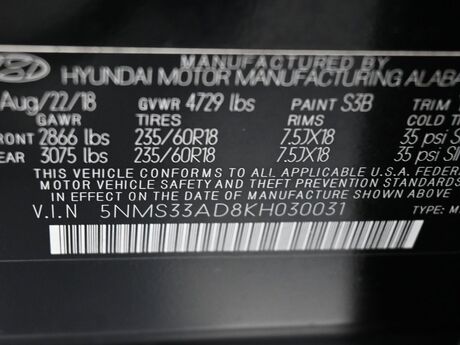 MANUFACTURED BY
HYUNDAI MOTOR MANUFACTURING ALABA
Aug/22/18 GVWR 4729 lbs PAINT S3B TRIM
GAWR TIRES RIMS COLD TI
FRONT 2866 lbs 235/60R18 7.5JX18 35 psi SI
EAR 3075 lbs 235/60R18 7.5JX18 35 psi SIN
THIS VEHICLE CONFORMS TO ALL APPLICABLE U.S.A. FEDER
MOTOR VEHICLE SAFETY AND THEFT PREVENTION STANDARDS
IN EFFECT ON THE DATE OF MANUFACTURE SHOWN ABOVE
V.I.N 5NMS33AD8KH030031 TYPE: M